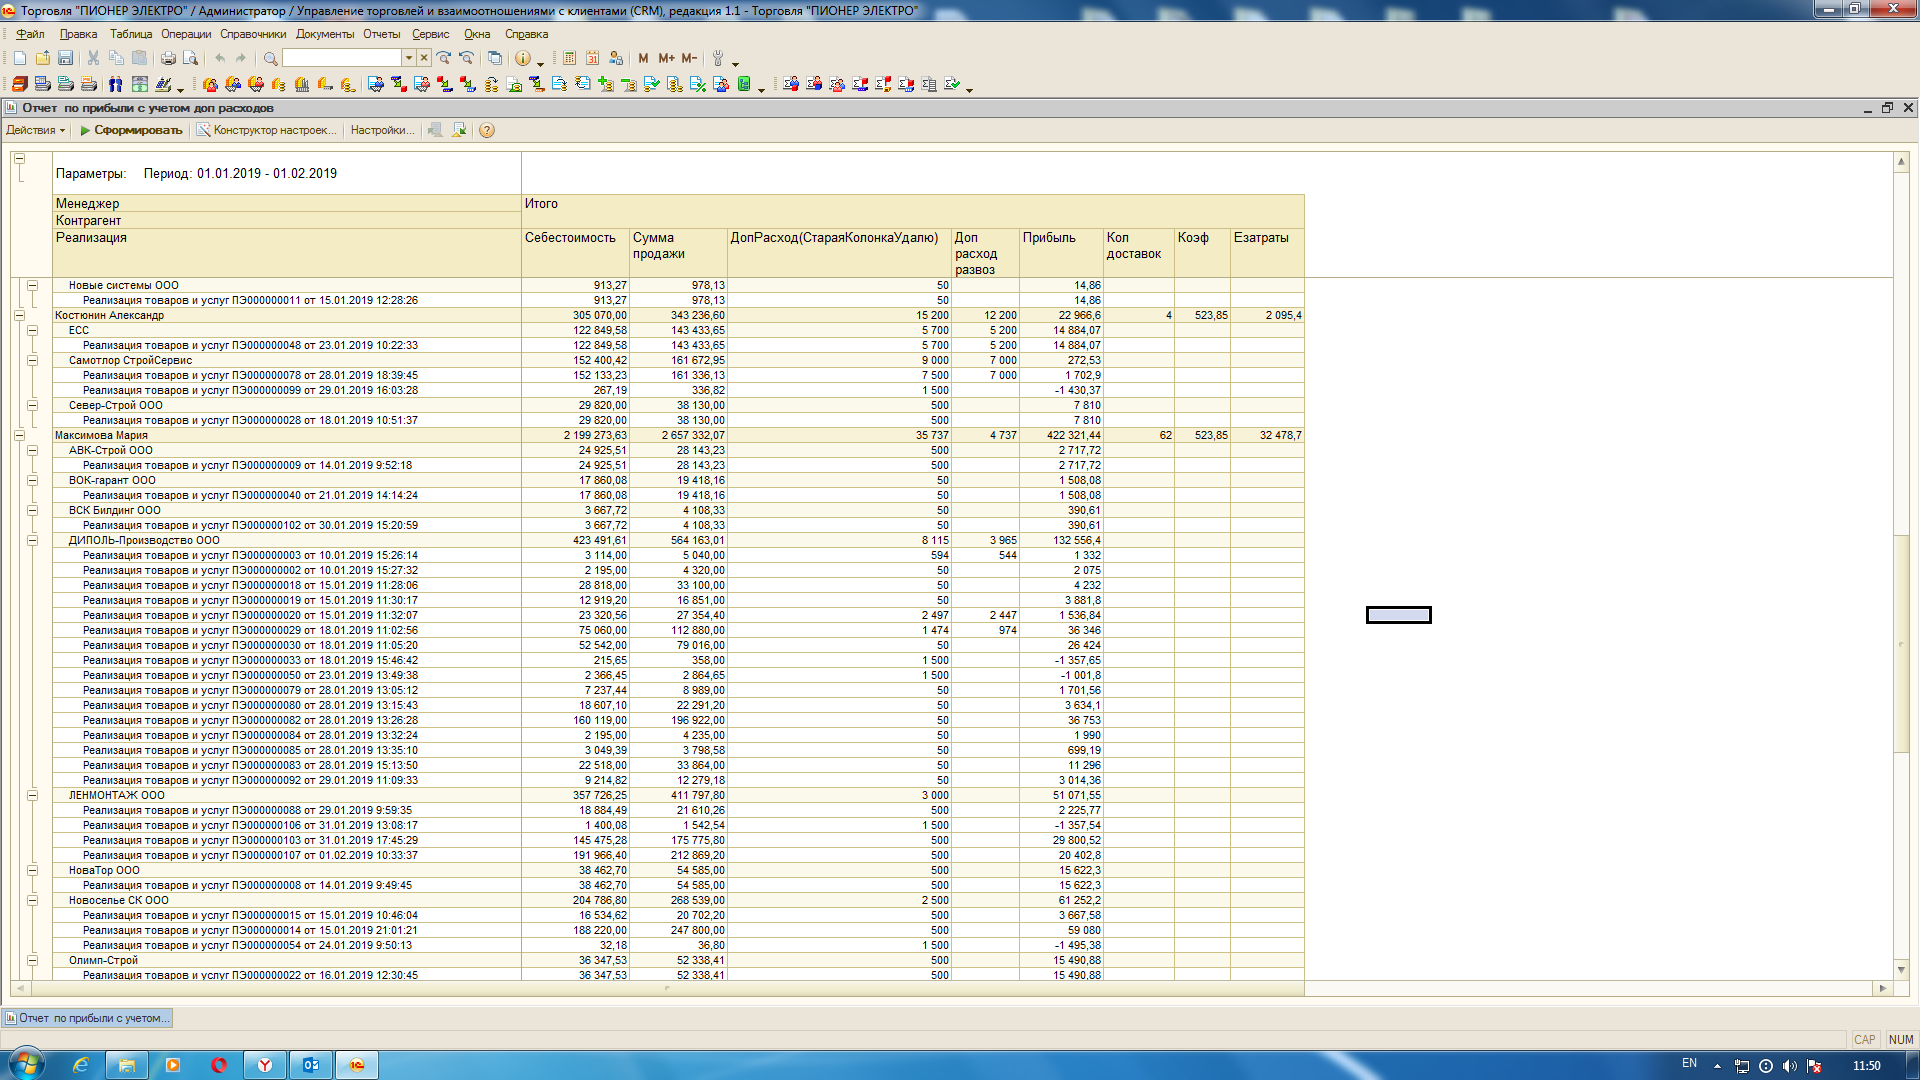 Торговля "ПИОНЕР ЭЛЕКТРО" / Администратор / Управление торговлей и взаимоотношениями с клиентами (CRM), редакция 1.1 - Торговля "ПИОНЕР ЭЛЕКТРО"
Файл Правка Таблица Операции Справочники Документы Отчеты Сервис Окна Справка
M M+ M-
Отчет по прибыли с учетом доп расходов
Действия Сформировать Конструктор настроек... Настройки...
Параметры: Период: 01.01.2019 - 01.02.2019
Менеджер Итого
Контрагент
Реализация Себестоимость Сумма продажи ДопРасход(СтараяКолонкаУдалю) Доп расход развоз Прибыль Кол доставок Коэф Езатраты
Новые системы ООО 913,27 978,13 50 14,86
Реализация товаров и услуг ПЭ000000011 от 15.01.2019 12:28:26 913,27 978,13 50 14,86
Костюнин Александр 305 070,00 343 236,60 15 200 12 200 22 966,6 4 523,85 2 095,4
ЕСС 122 849,58 143 433,65 5 700 5 200 14 884,07
Реализация товаров и услуг ПЭ000000048 от 23.01.2019 10:22:33 122 849,58 143 433,65 5 700 5 200 14 884,07
Самотлор СтройСервис 152 400,42 161 672,95 9 000 7 000 272,53
Реализация товаров и услуг ПЭ000000078 от 28.01.2019 18:39:45 152 133,23 161 336,13 7 500 7 000 1 702,9
Реализация товаров и услуг ПЭ000000099 от 29.01.2019 16:03:28 267,19 336,82 1 500 -1 430,37
Север-Строй ООО 29 820,00 38 130,00 500 7 810
Реализация товаров и услуг ПЭ000000028 от 18.01.2019 10:51:37 29 820,00 38 130,00 500 7 810
Максимова Мария 2 199 273,63 2 657 332,07 35 737 4 737 422 321,44 62 523,85 32 478,7
АВК-Строй ООО 24 925,51 28 143,23 500 2 717,72
Реализация товаров и услуг ПЭ000000009 от 14.01.2019 9:52:18 24 925,51 28 143,23 500 2 717,72
ВОК-гарант ООО 17 860,08 19 418,16 50 1 508,08
Реализация товаров и услуг ПЭ000000040 от 21.01.2019 14:14:24 17 860,08 19 418,16 50 1 508,08
ВСК Билдинг ООО 3 667,72 4 108,33 50 390,61
Реализация товаров и услуг ПЭ000000102 от 30.01.2019 15:20:59 3 667,72 4 108,33 50 390,61
ДИПОЛЬ-Производство ООО 423 491,61 564 163,01 8 115 3 965 132 556,4
Реализация товаров и услуг ПЭ000000003 от 10.01.2019 15:26:14 3 114,00 5 040,00 594 544 1 332
Реализация товаров и услуг ПЭ000000002 от 10.01.2019 15:27:32 2 195,00 4 320,00 50 2 075
Реализация товаров и услуг ПЭ000000018 от 15.01.2019 11:28:06 28 818,00 33 100,00 50 4 232
Реализация товаров и услуг ПЭ000000019 от 15.01.2019 11:30:17 12 919,20 16 851,00 50 3 881,8
Реализация товаров и услуг ПЭ000000020 от 15.01.2019 11:32:07 23 320,56 27 354,40 2 497 2 447 1 536,84
Реализация товаров и услуг ПЭ000000029 от 18.01.2019 11:02:56 75 060,00 112 880,00 1 474 974 36 346
Реализация товаров и услуг ПЭ000000030 от 18.01.2019 11:05:20 52 542,00 79 016,00 50 26 424
Реализация товаров и услуг ПЭ000000033 от 18.01.2019 15:46:42 215,65 358,00 1 500 -1 357,65
Реализация товаров и услуг ПЭ000000050 от 23.01.2019 13:49:38 2 366,45 2 864,65 1 500 -1 001,8
Реализация товаров и услуг ПЭ000000079 от 28.01.2019 13:05:12 7 237,44 8 989,00 50 1 701,56
Реализация товаров и услуг ПЭ000000080 от 28.01.2019 13:15:43 18 607,10 22 291,20 50 3 634,1
Реализация товаров и услуг ПЭ000000082 от 28.01.2019 13:26:28 160 119,00 196 922,00 50 36 753
Реализация товаров и услуг ПЭ000000084 от 28.01.2019 13:32:24 2 195,00 4 235,00 50 1 990
Реализация товаров и услуг ПЭ000000085 от 28.01.2019 13:35:10 3 049,39 3 798,58 50 699,19
Реализация товаров и услуг ПЭ000000083 от 28.01.2019 15:13:50 22 518,00 33 864,00 50 11 296
Реализация товаров и услуг ПЭ000000092 от 29.01.2019 11:09:33 9 214,82 12 279,18 50 3 014,36
ЛЕНМОНТАЖ ООО 357 726,25 411 797,80 3 000 51 071,55
Реализация товаров и услуг ПЭ000000088 от 29.01.2019 9:59:35 18 884,49 21 610,26 500 2 225,77
Реализация товаров и услуг ПЭ000000106 от 31.01.2019 13:08:17 1 400,08 1 542,54 1 500 -1 357,54
Реализация товаров и услуг ПЭ000000103 от 31.01.2019 17:45:29 145 475,28 175 775,80 500 29 800,52
Реализация товаров и услуг ПЭ000000107 от 01.02.2019 10:33:37 191 966,40 212 869,20 500 20 402,8
НоваТор ООО 38 462,70 54 585,00 500 15 622,3
Реализация товаров и услуг ПЭ000000008 от 14.01.2019 9:49:45 38 462,70 54 585,00 500 15 622,3
Новоселье СК ООО 204 786,80 268 539,00 2 500 61 252,2
Реализация товаров и услуг ПЭ000000015 от 15.01.2019 10:46:04 16 534,62 20 702,20 500 3 667,58
Реализация товаров и услуг ПЭ000000014 от 15.01.2019 21:01:21 188 220,00 247 800,00 500 59 080
Реализация товаров и услуг ПЭ000000054 от 24.01.2019 9:50:13 32,18 36,80 1 500 -1 495,38
Олимп-Строй 36 347,53 52 338,41 500 15 490,88
Реализация товаров и услуг ПЭ000000022 от 16.01.2019 12:30:45 36 347,53 52 338,41 500 15 490,88
Отчет по прибыли с учетом...
CAP NUM
EN 11:50